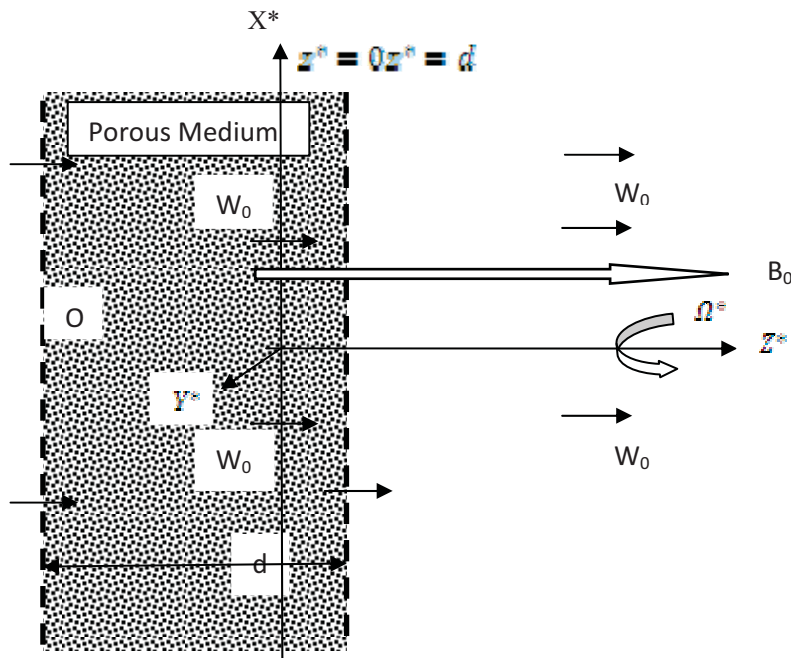 X*
z* = 0z* = d
Porous Medium
W₀
W₀
B₀
O
Ω*
Z*
Y*
W₀
W₀
d